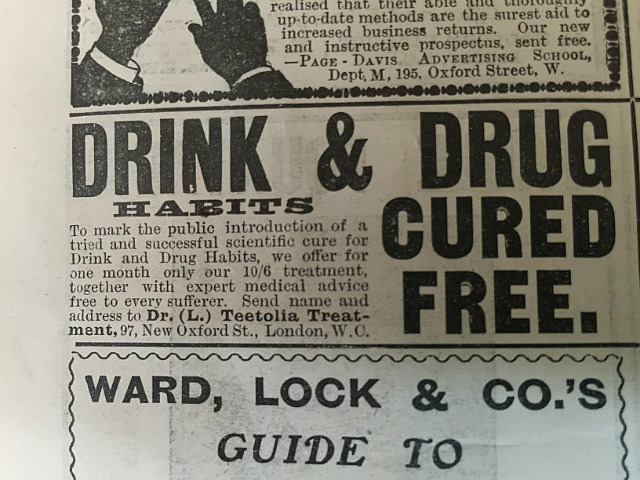 realised that their able and thoroughly
up-to-date methods are the surest aid to
increased business returns. Our new
and instructive prospectus, sent free.
—PAGE-DAVIS ADVERTISING SCHOOL,
Dept. M, 195, Oxford Street, W.
DRINK & DRUG
HABITS
CURED
FREE.
To mark the public introduction of a
tried and successful scientific cure for
Drink and Drug Habits, we offer for
one month only our 10/6 treatment,
together with expert medical advice
free to every sufferer. Send name and
address to Dr. (L.) Teetolia Treat-
ment, 97, New Oxford St., London, W.C.
WARD, LOCK & CO.'S
GUIDE TO